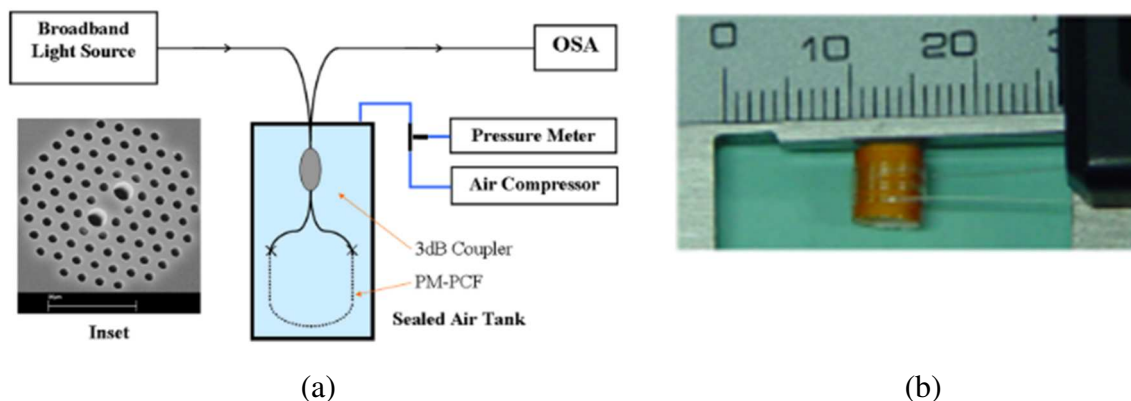 Broadband
Light Source
OSA
Pressure Meter
Air Compressor
3dB Coupler
PM-PCF
Sealed Air Tank
Inset
(a)
0
10
20
(b)